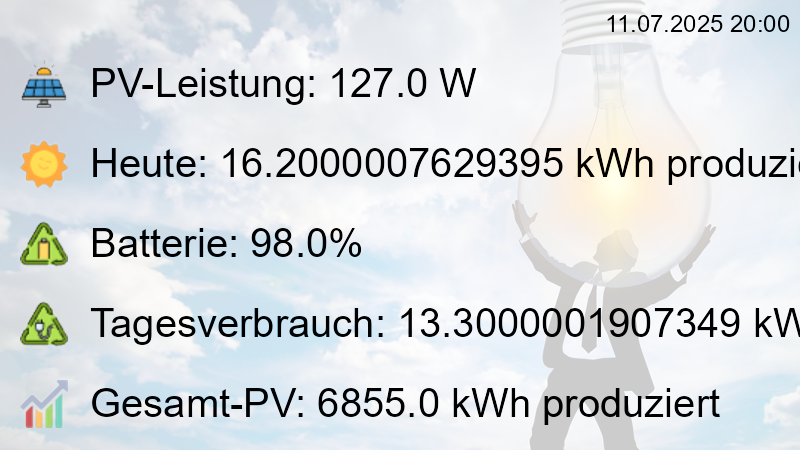 11.07.2025 20:00
PV-Leistung: 127.0 W
Heute: 16.2000007629395 kWh produzi
Batterie: 98.0%
Tagesverbrauch: 13.3000001907349 kW
Gesamt-PV: 6855.0 kWh produziert